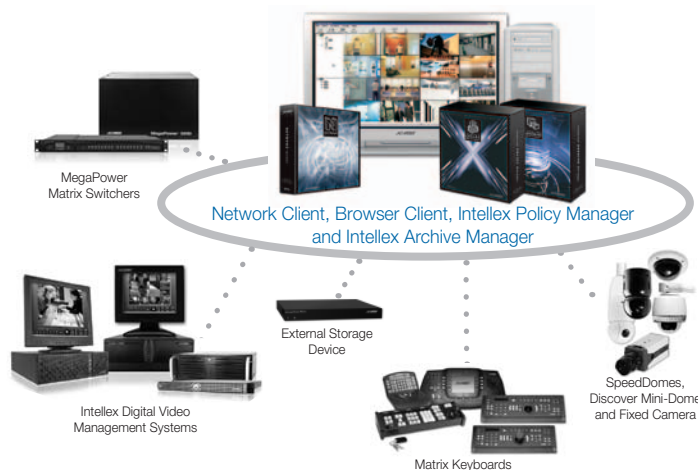 MegaPower
Matrix Switchers
Network Client, Browser Client, Intellex Policy Manager
and Intellex Archive Manager
External Storage
Device
SpeedDomes,
Discover Mini-Dome
and Fixed Camera
Intellex Digital Video
Management Systems
Matrix Keyboards